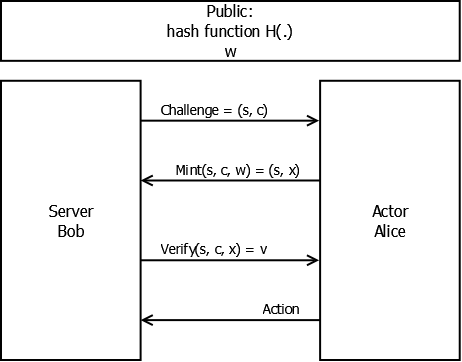 Public:
hash function H(.)
w
Challenge = (s, c)
Mint(s, c, w) = (s, x)
Server
Bob
Actor
Alice
Verify(s, c, x) = v
Action